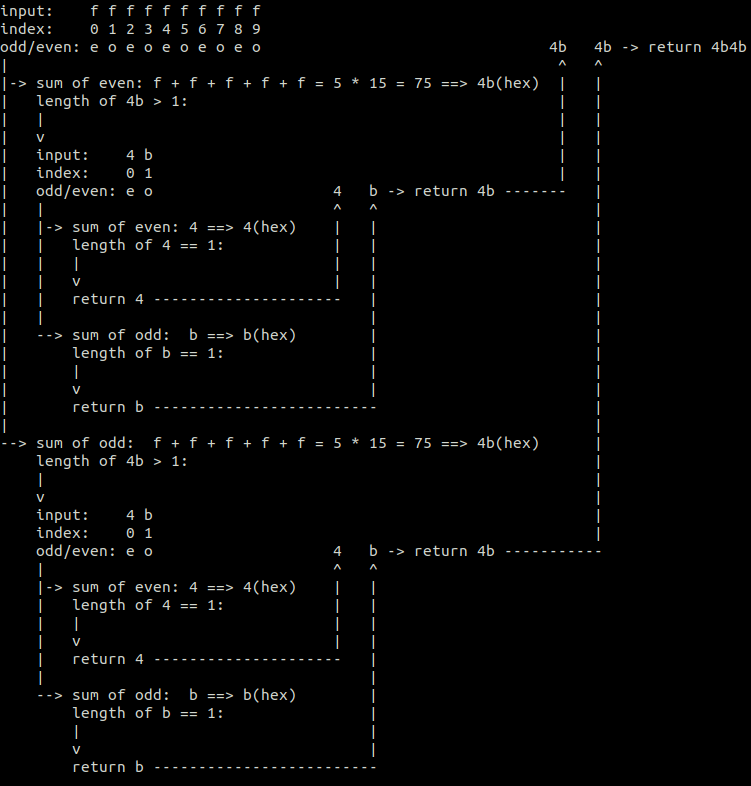 input:    f f f f f f f f f f
index:    0 1 2 3 4 5 6 7 8 9
odd/even: e o e o e o e o e o                                4b   4b -> return 4b4b
|                                                             ^   ^
|-> sum of even: f + f + f + f + f = 5 * 15 = 75 ==> 4b(hex)  |   |
|   length of 4b > 1:                                         |   |
|   |                                                         |   |
|   v                                                         |   |
|   input:    4 b                                             |   |
|   index:    0 1                                             |   |
|   odd/even: e o                    4   b -> return 4b -------   |
|   |                                ^   ^                        |
|   |-> sum of even: 4 ==> 4(hex)    |   |                        |
|   |   length of 4 == 1:            |   |                        |
|   |   |                            |   |                        |
|   |   v                            |   |                        |
|   |   return 4 ---------------------   |                        |
|   |                                    |                        |
|   --> sum of odd:  b ==> b(hex)        |                        |
|       length of b == 1:                |                        |
|       |                                |                        |
|       v                                |                        |
|       return b -------------------------                        |
|                                                                 |
--> sum of odd:  f + f + f + f + f = 5 * 15 = 75 ==> 4b(hex)      |
    length of 4b > 1:                                             |
    |                                                             |
    v                                                             |
    input:    4 b                                                 |
    index:    0 1                                                 |
    odd/even: e o                    4   b -> return 4b -----------
    |                                ^   ^
    |-> sum of even: 4 ==> 4(hex)    |   |
    |   length of 4 == 1:            |   |
    |   |                            |   |
    |   v                            |   |
    |   return 4 ---------------------   |
    |                                    |
    --> sum of odd:  b ==> b(hex)        |
        length of b == 1:                |
        |                                |
        v                                |
        return b -------------------------